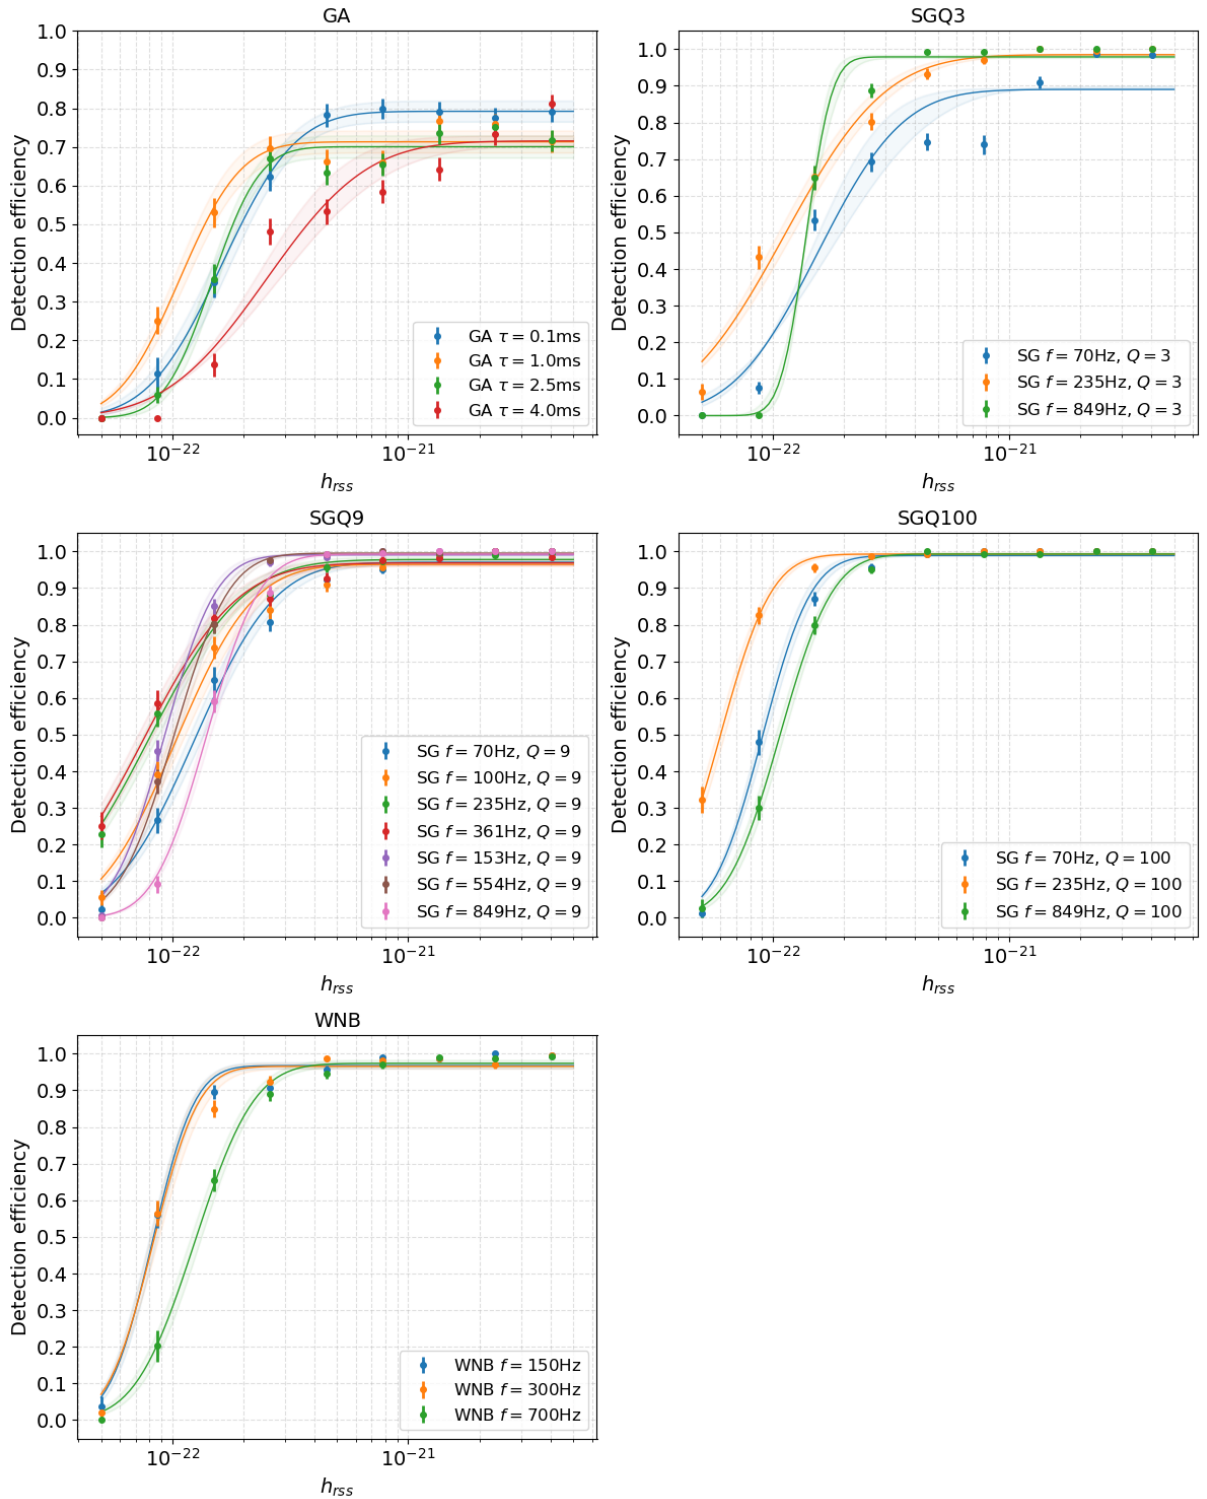 GA
1.0
0.9
0.8
0.7
0.6
0.5
0.4
0.3
0.2
0.1
0.0
Detection efficiency
GA τ = 0.1ms
GA τ = 1.0ms
GA τ = 2.5ms
GA τ = 4.0ms
10⁻²² 10⁻²¹
h_rss
SGQ3
1.0
0.9
0.8
0.7
0.6
0.5
0.4
0.3
0.2
0.1
0.0
Detection efficiency
SG f = 70Hz, Q = 3
SG f = 235Hz, Q = 3
SG f = 849Hz, Q = 3
10⁻²² 10⁻²¹
h_rss
SGQ9
1.0
0.9
0.8
0.7
0.6
0.5
0.4
0.3
0.2
0.1
0.0
Detection efficiency
SG f = 70Hz, Q = 9
SG f = 100Hz, Q = 9
SG f = 235Hz, Q = 9
SG f = 361Hz, Q = 9
SG f = 153Hz, Q = 9
SG f = 554Hz, Q = 9
SG f = 849Hz, Q = 9
10⁻²² 10⁻²¹
h_rss
SGQ100
1.0
0.9
0.8
0.7
0.6
0.5
0.4
0.3
0.2
0.1
0.0
Detection efficiency
SG f = 70Hz, Q = 100
SG f = 235Hz, Q = 100
SG f = 849Hz, Q = 100
10⁻²² 10⁻²¹
h_rss
WNB
1.0
0.9
0.8
0.7
0.6
0.5
0.4
0.3
0.2
0.1
0.0
Detection efficiency
WNB f = 150Hz
WNB f = 300Hz
WNB f = 700Hz
10⁻²² 10⁻²¹
h_rss